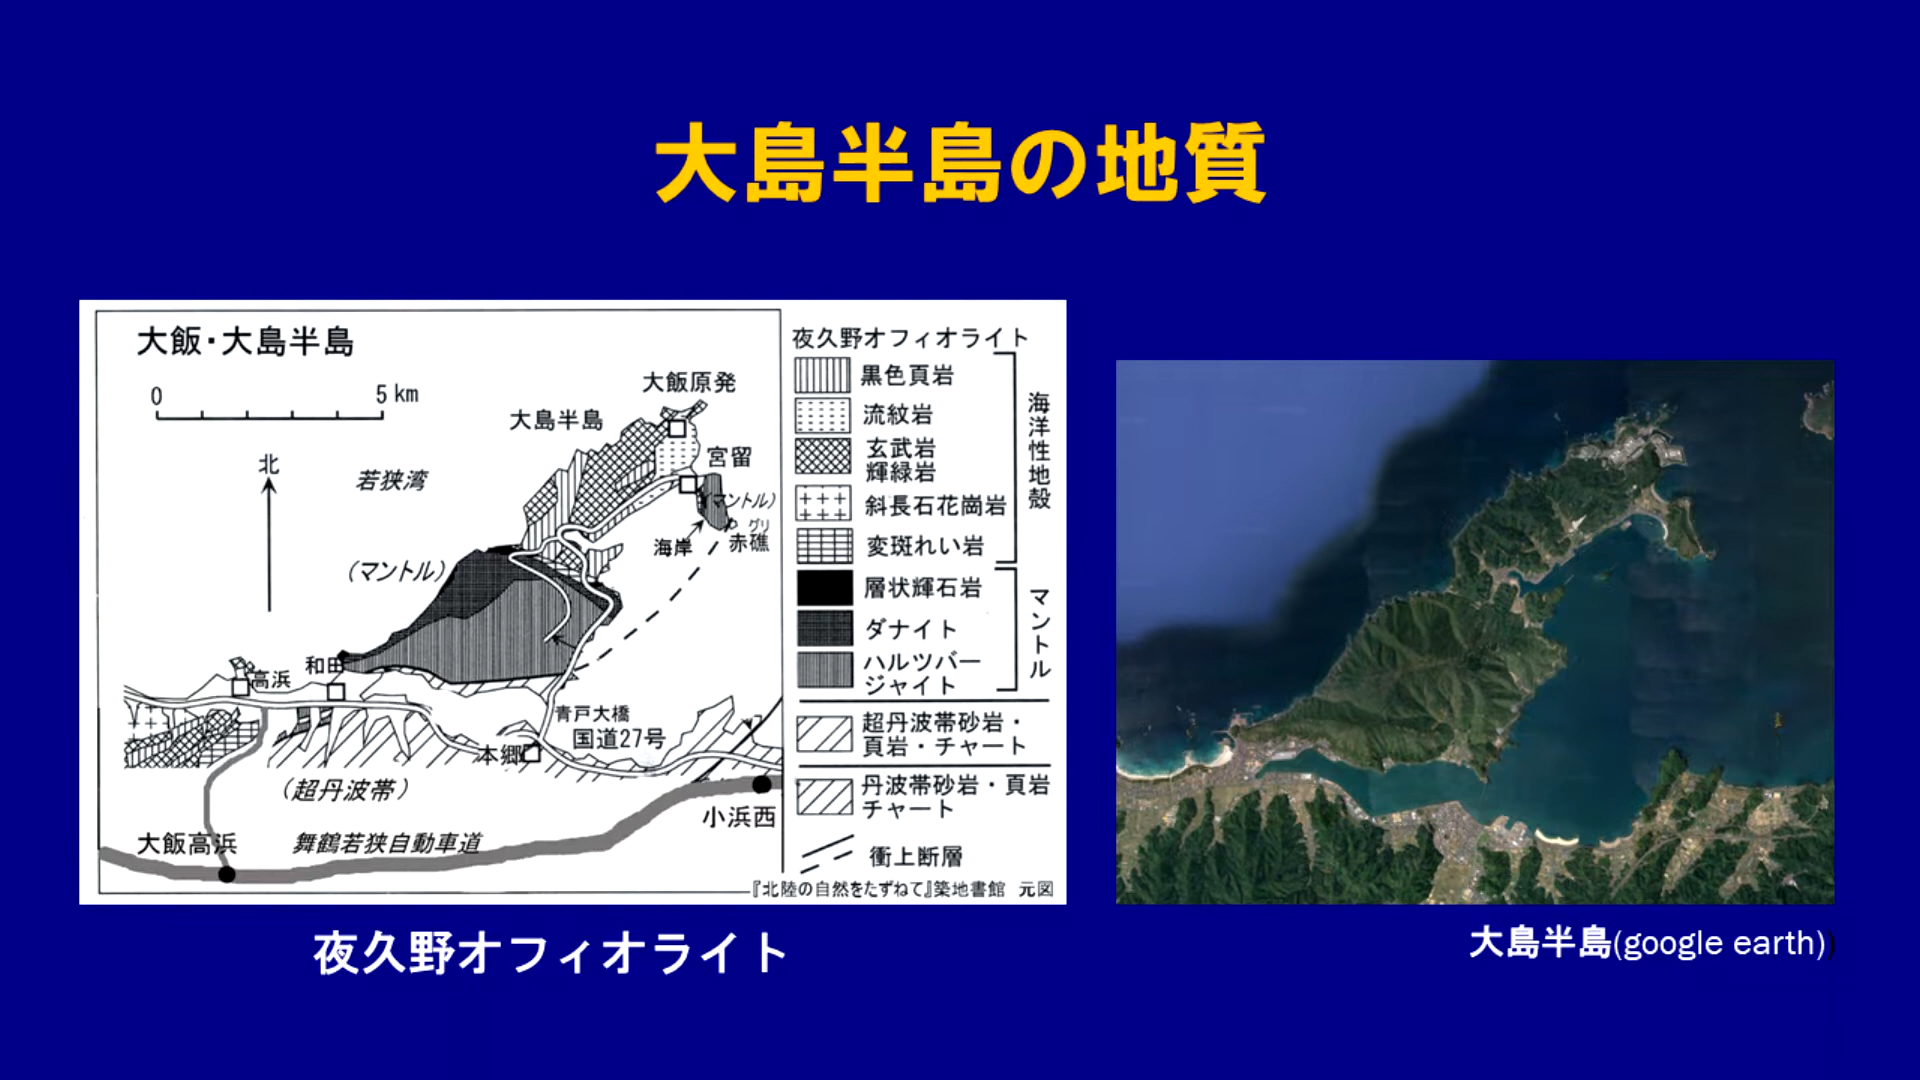 大島半島の地質
大飯・大島半島
0
5 km
北
若狭湾
大島半島
大飯原発
宮留
(マントル)
グリ
赤礁
海岸
(マントル)
和田
高浜
青戸大橋
国道27号
本郷
(超丹波帯)
小浜西
大飯高浜
舞鶴若狭自動車道
夜久野オフィオライト
黒色頁岩
流紋岩
玄武岩
輝緑岩
斜長石花崗岩
変斑れい岩
海洋性地殻
層状輝石岩
ダナイト
ハルツバー
ジャイト
マントル
超丹波帯砂岩・
頁岩・チャート
丹波帯砂岩・頁岩
チャート
衝上断層
『北陸の自然をたずねて』築地書館 元図
夜久野オフィオライト
大島半島(google earth))